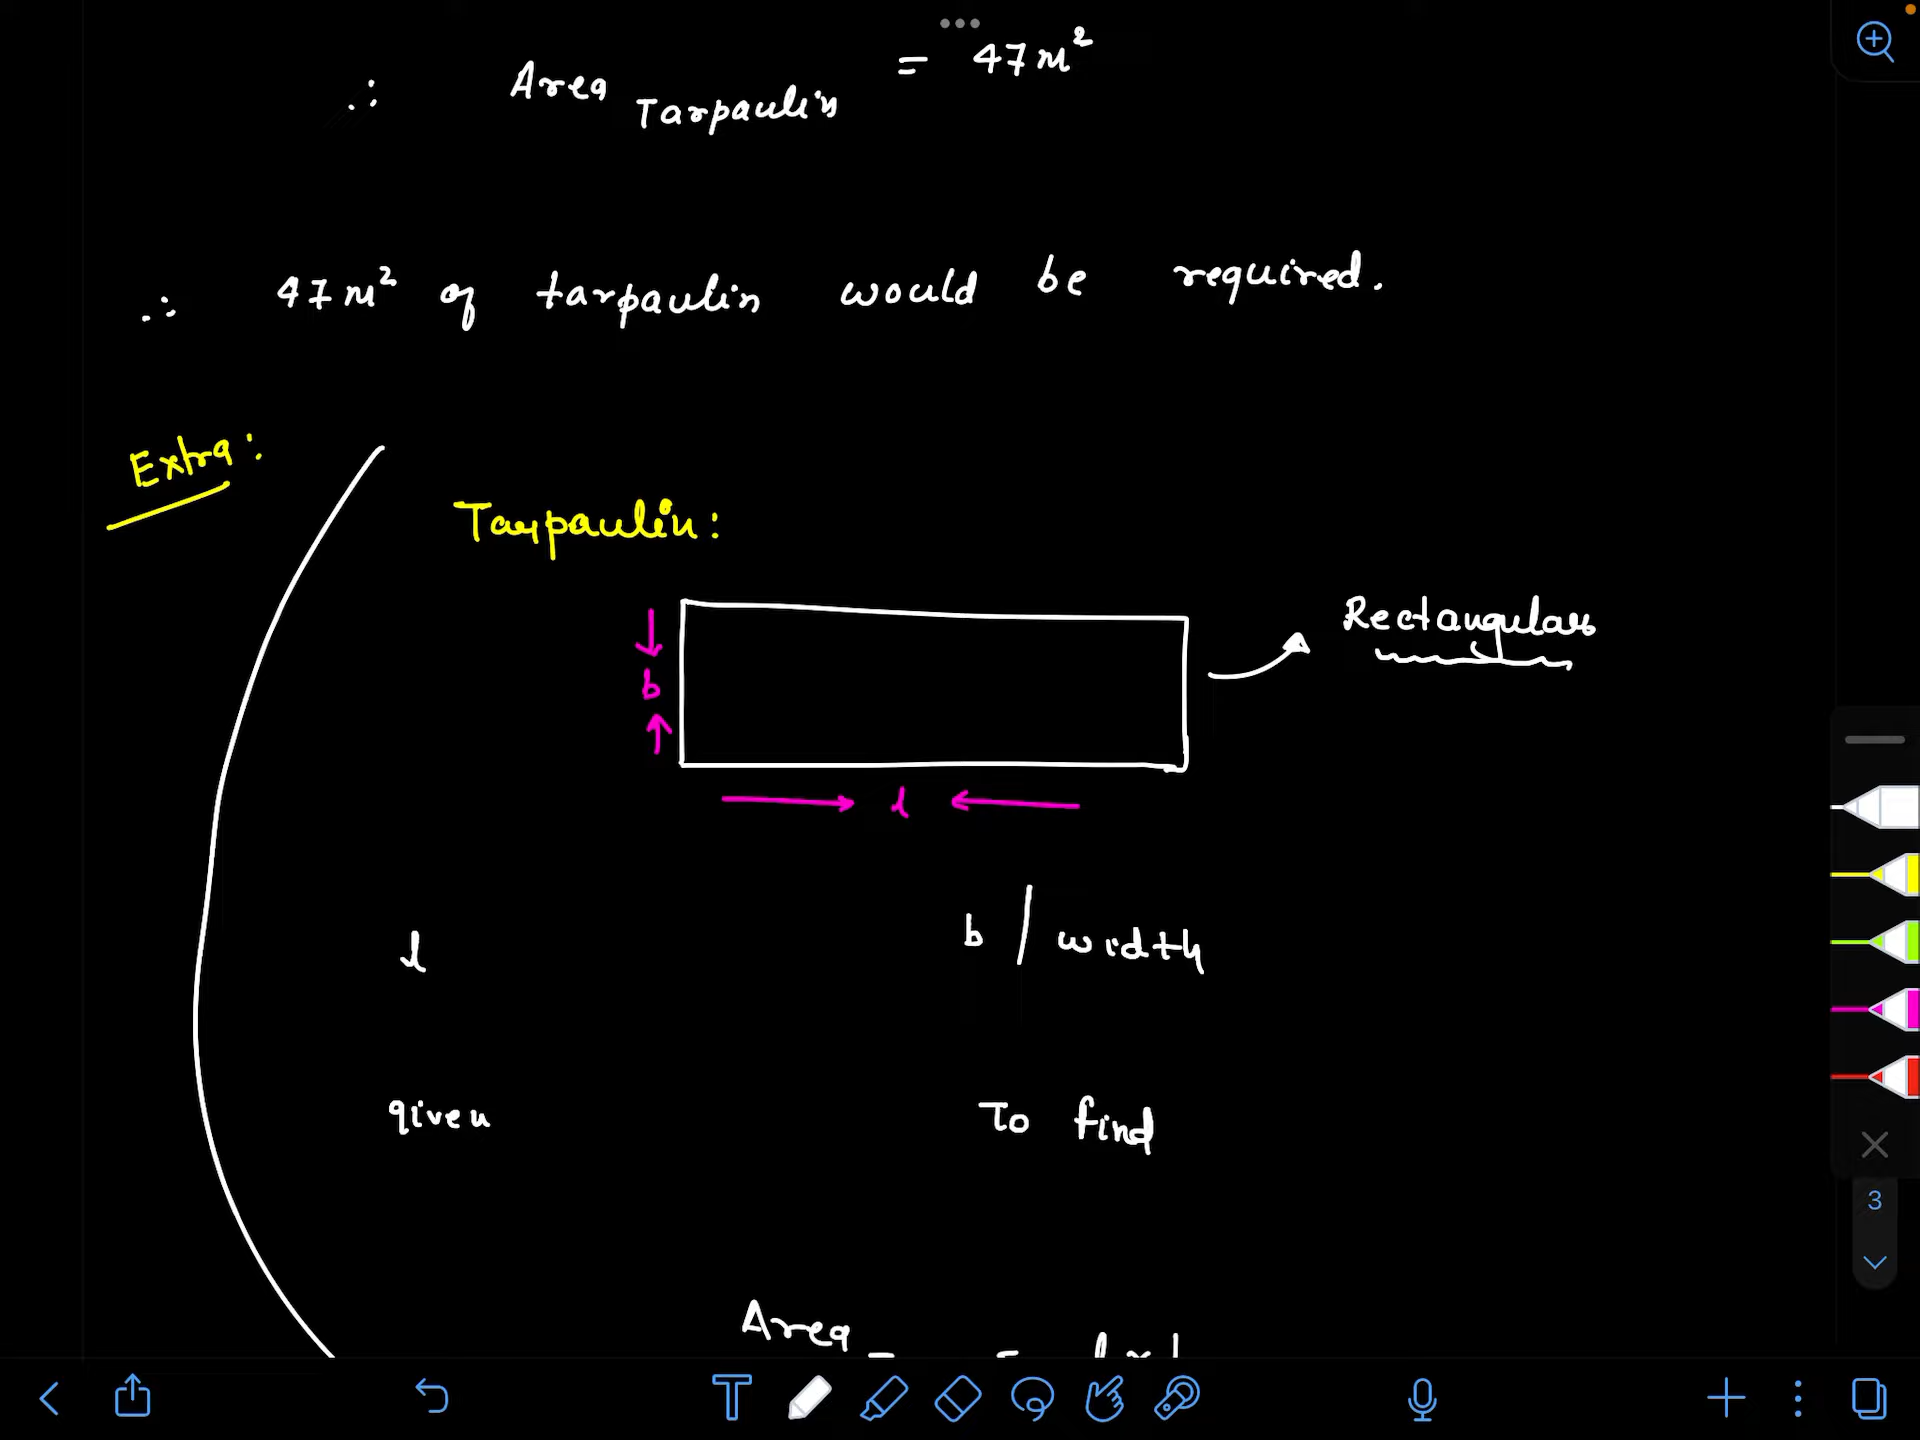 ∴ Area Tarpaulin = 47 m²
∴ 47 m² of tarpaulin would be required.
Extra:
Tarpaulin:
Rectangular
b
l
l b / width
given To find
Area =
3